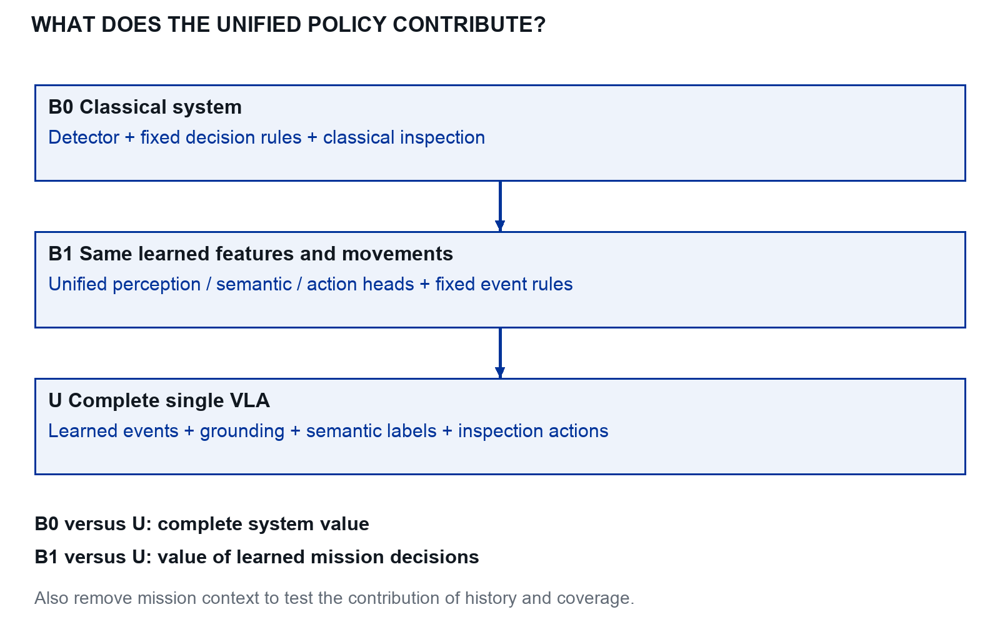 WHAT DOES THE UNIFIED POLICY CONTRIBUTE?
B0 Classical system
Detector + fixed decision rules + classical inspection
B1 Same learned features and movements
Unified perception / semantic / action heads + fixed event rules
U Complete single VLA
Learned events + grounding + semantic labels + inspection actions
B0 versus U: complete system value
B1 versus U: value of learned mission decisions
Also remove mission context to test the contribution of history and coverage.